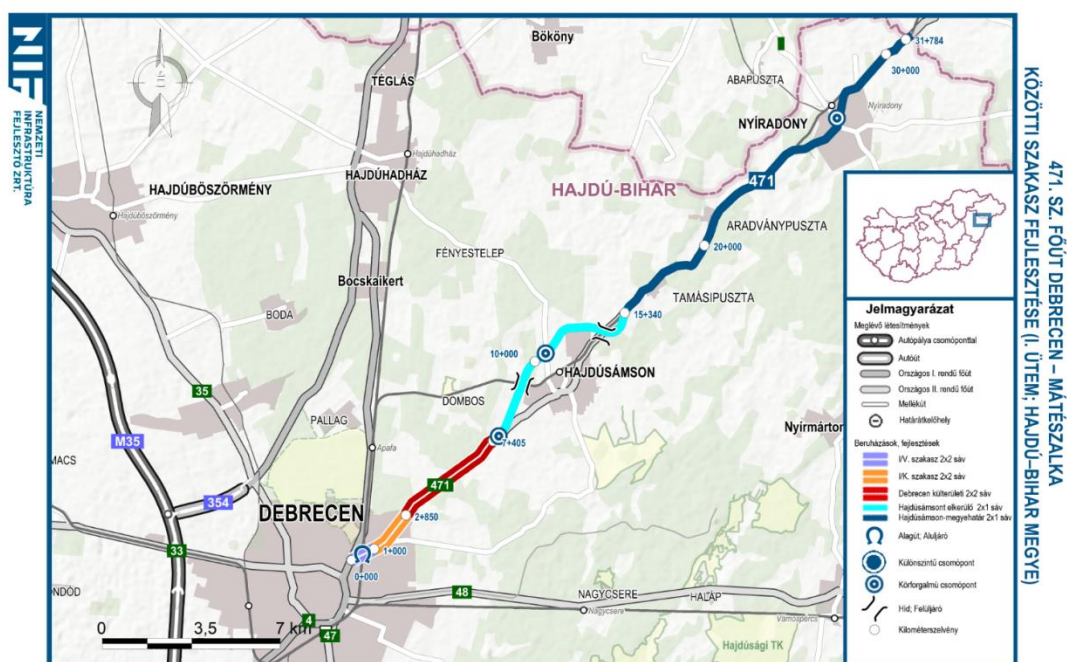 NIF
NEMZETI
INFRASTRUKTÚRA
FEJLESZTŐ ZRT.
471. SZ. FŐÚT DEBRECEN – MÁTÉSZALKA
KÖZÖTTI SZAKASZ FEJLESZTÉSE (I. ÜTEM; HAJDÚ–BIHAR MEGYE)
Bököny
31+784
30+000
ABAPUSZTA
TÉGLÁS
Nyíradony
NYÍRADONY
Hajdúhadház
HAJDÚHADHÁZ
HAJDÚBÖSZÖRMÉNY
Hajdúböszörmény
HAJDÚ-BIHAR
471
ARADVÁNYPUSZTA
20+000
FÉNYESTELEP
Bocskaikert
TAMÁSIPUSZTA
15+340
BODA
10+000
HAJDÚSÁMSON
35
DOMBOS
PALLAG
Apafa
7+405
Nyírmárton
M35
MACS
471
354
DEBRECEN
2+850
1+000
0+000
33
48
NAGYCSERE
Nagycsere
HALÁP
Vámospércs
4
47
0 3,5 7 km
Hajdúsági TK
Jelmagyarázat
Meglévő létesítmények
Autópálya csomóponttal
Autóút
Országos I. rendű főút
Országos II. rendű főút
Mellékút
Határátkelőhely
Beruházások, fejlesztések
I/V. szakasz 2x2 sáv
I/K. szakasz 2x2 sáv
Debrecen külterületi 2x2 sáv
Hajdúsámsont elkerülő 2x1 sáv
Hajdúsámson-megyehatár 2x1 sáv
Alagút; Aluljáró
Különszintű csomópont
Körforgalmú csomópont
Híd; Felüljáró
Kilométerszelvény